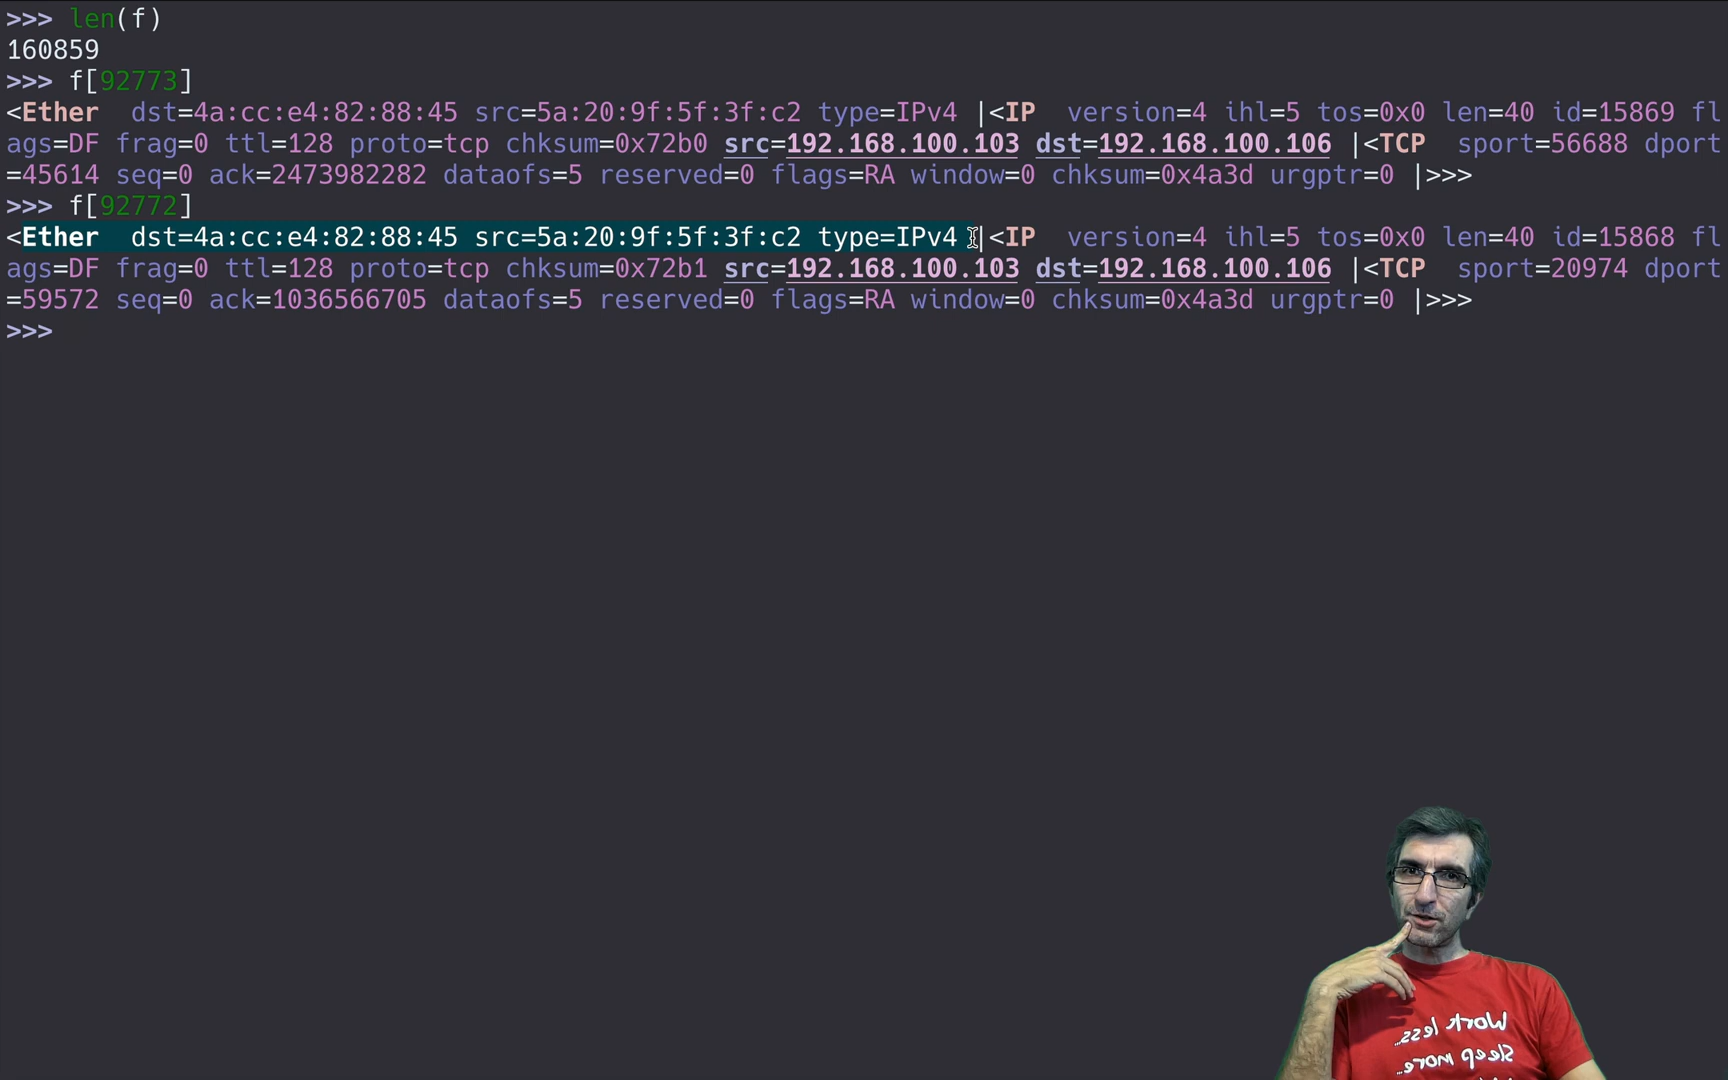 >>> len(f)
160859
>>> f[92773]
<Ether  dst=4a:cc:e4:82:88:45 src=5a:20:9f:5f:3f:c2 type=IPv4 |<IP  version=4 ihl=5 tos=0x0 len=40 id=15869 fl
ags=DF frag=0 ttl=128 proto=tcp chksum=0x72b0 src=192.168.100.103 dst=192.168.100.106 |<TCP  sport=56688 dport
=45614 seq=0 ack=2473982282 dataofs=5 reserved=0 flags=RA window=0 chksum=0x4a3d urgptr=0 |>>>
>>> f[92772]
<Ether  dst=4a:cc:e4:82:88:45 src=5a:20:9f:5f:3f:c2 type=IPv4 |<IP  version=4 ihl=5 tos=0x0 len=40 id=15868 fl
ags=DF frag=0 ttl=128 proto=tcp chksum=0x72b1 src=192.168.100.103 dst=192.168.100.106 |<TCP  sport=20974 dport
=59572 seq=0 ack=1036566705 dataofs=5 reserved=0 flags=RA window=0 chksum=0x4a3d urgptr=0 |>>>
>>>
Work less...
Sleep more...